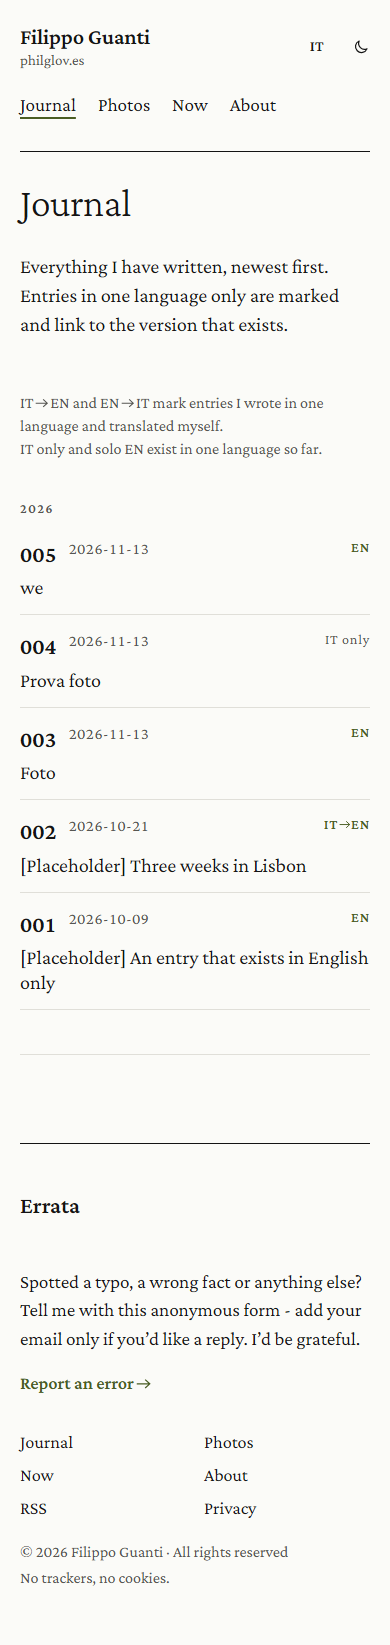 Filippo Guanti
philglov.es
IT
Journal Photos Now About
Journal
Everything I have written, newest first.
Entries in one language only are marked
and link to the version that exists.
IT→EN and EN→IT mark entries I wrote in one
language and translated myself.
IT only and solo EN exist in one language so far.
2026
005 2026-11-13 EN
we
004 2026-11-13 IT only
Prova foto
003 2026-11-13 EN
Foto
002 2026-10-21 IT→EN
[Placeholder] Three weeks in Lisbon
001 2026-10-09 EN
[Placeholder] An entry that exists in English
only
Errata
Spotted a typo, a wrong fact or anything else?
Tell me with this anonymous form - add your
email only if you’d like a reply. I’d be grateful.
Report an error→
Journal Photos
Now About
RSS Privacy
© 2026 Filippo Guanti · All rights reserved
No trackers, no cookies.